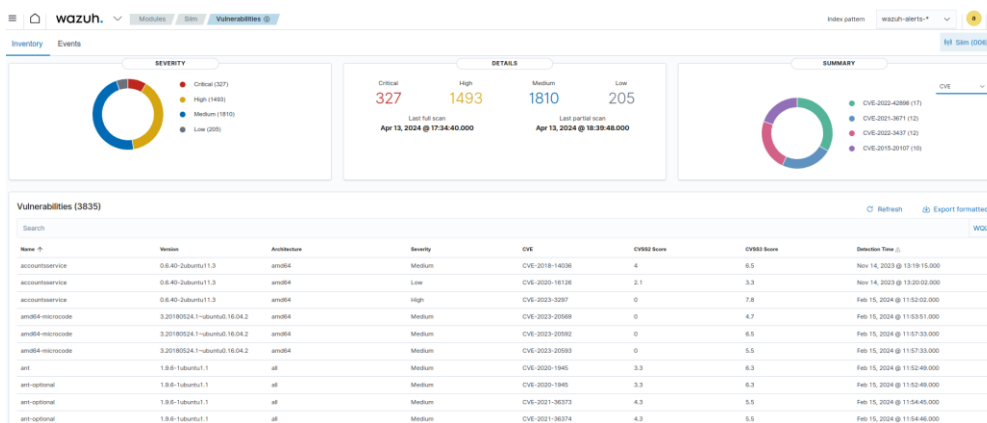 wazuh. Modules Slim Vulnerabilities Index pattern wazuh-alerts-* a
Inventory Events Slim (006
SEVERITY
Critical (327)
High (1493)
Medium (1810)
Low (205)
DETAILS
Critical High Medium Low
327 1493 1810 205
Last full scan Last partial scan
Apr 13, 2024 @ 17:34:40.000 Apr 13, 2024 @ 18:39:48.000
SUMMARY
CVE
CVE-2022-42898 (17)
CVE-2021-3671 (12)
CVE-2022-3437 (12)
CVE-2015-20107 (10)
Vulnerabilities (3835) Refresh Export formatted
Search WQL
Name Version Architecture Severity CVE CVSS2 Score CVSS3 Score Detection Time
accountsservice 0.6.40-2ubuntu11.3 amd64 Medium CVE-2018-14036 4 6.5 Nov 14, 2023 @ 13:19:15.000
accountsservice 0.6.40-2ubuntu11.3 amd64 Low CVE-2020-16126 2.1 3.3 Nov 14, 2023 @ 13:20:02.000
accountsservice 0.6.40-2ubuntu11.3 amd64 High CVE-2023-3297 0 7.8 Feb 15, 2024 @ 11:52:02.000
amd64-microcode 3.20180524.1~ubuntu0.16.04.2 amd64 Medium CVE-2023-20569 0 4.7 Feb 15, 2024 @ 11:53:51.000
amd64-microcode 3.20180524.1~ubuntu0.16.04.2 amd64 Medium CVE-2023-20592 0 6.5 Feb 15, 2024 @ 11:57:33.000
amd64-microcode 3.20180524.1~ubuntu0.16.04.2 amd64 Medium CVE-2023-20593 0 5.5 Feb 15, 2024 @ 11:57:33.000
ant 1.9.6-1ubuntu1.1 all Medium CVE-2020-1945 3.3 6.3 Feb 15, 2024 @ 11:52:49.000
ant-optional 1.9.6-1ubuntu1.1 all Medium CVE-2020-1945 3.3 6.3 Feb 15, 2024 @ 11:52:49.000
ant-optional 1.9.6-1ubuntu1.1 all Medium CVE-2021-36373 4.3 5.5 Feb 15, 2024 @ 11:54:45.000
ant-optional 1.9.6-1ubuntu1.1 all Medium CVE-2021-36374 4.3 5.5 Feb 15, 2024 @ 11:54:46.000